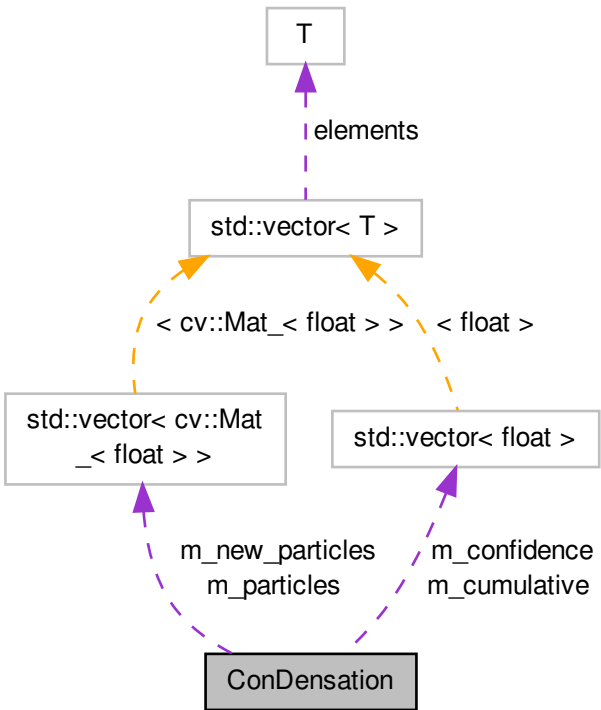 T
elements
std::vector< T >
< cv::Mat_< float > >
< float >
std::vector< cv::Mat
_< float > >
std::vector< float >
m_new_particles
m_particles
m_confidence
m_cumulative
ConDensation